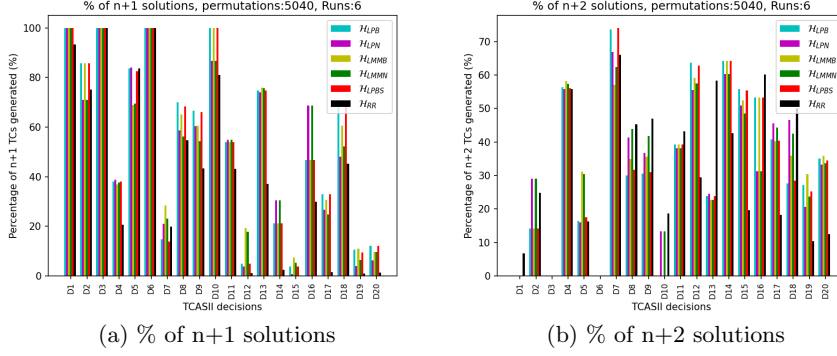 % of n+1 solutions, permutations:5040, Runs:6
Percentage of n+1 TCs generated (%)
100
80
60
40
20
0
H_LPB
H_LPN
H_MMB
H_MMN
H_LPBS
H_RR
D1 D2 D3 D4 D5 D6 D7 D8 D9 D10 D11 D12 D13 D14 D15 D16 D17 D18 D19 D20
TCASII decisions
(a) % of n+1 solutions
% of n+2 solutions, permutations:5040, Runs:6
Percentage of n+2 TCs generated (%)
70
60
50
40
30
20
10
0
H_LPB
H_LPN
H_MMB
H_MMN
H_LPBS
H_RR
D1 D2 D3 D4 D5 D6 D7 D8 D9 D10 D11 D12 D13 D14 D15 D16 D17 D18 D19 D20
TCASII decisions
(b) % of n+2 solutions